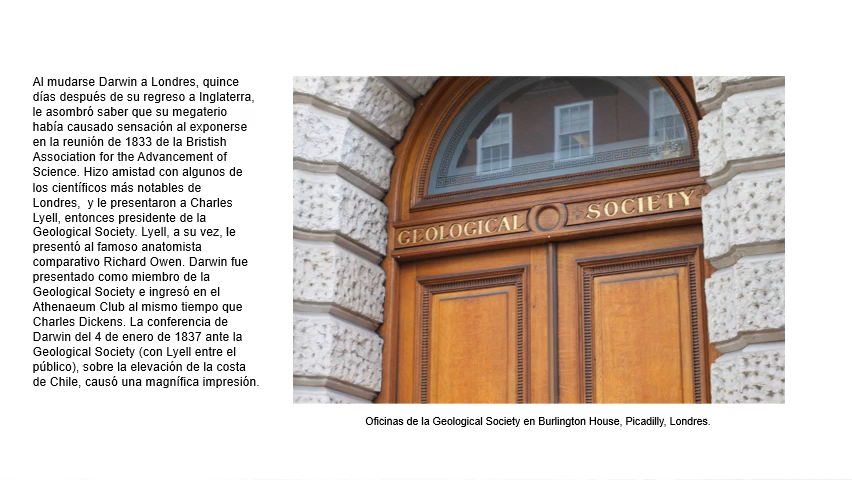 Al mudarse Darwin a Londres, quince
días después de su regreso a Inglaterra,
le asombró saber que su megaterio
había causado sensación al exponerse
en la reunión de 1833 de la Bristish
Association for the Advancement of
Science. Hizo amistad con algunos de
los científicos más notables de
Londres,  y le presentaron a Charles
Lyell, entonces presidente de la
Geological Society. Lyell, a su vez, le
presentó al famoso anatomista
comparativo Richard Owen. Darwin fue
presentado como miembro de la
Geological Society e ingresó en el
Athenaeum Club al mismo tiempo que
Charles Dickens. La conferencia de
Darwin del 4 de enero de 1837 ante la
Geological Society (con Lyell entre el
público), sobre la elevación de la costa
de Chile, causó una magnífica impresión.
GEOLOGICAL SOCIETY
Oficinas de la Geological Society en Burlington House, Picadilly, Londres.